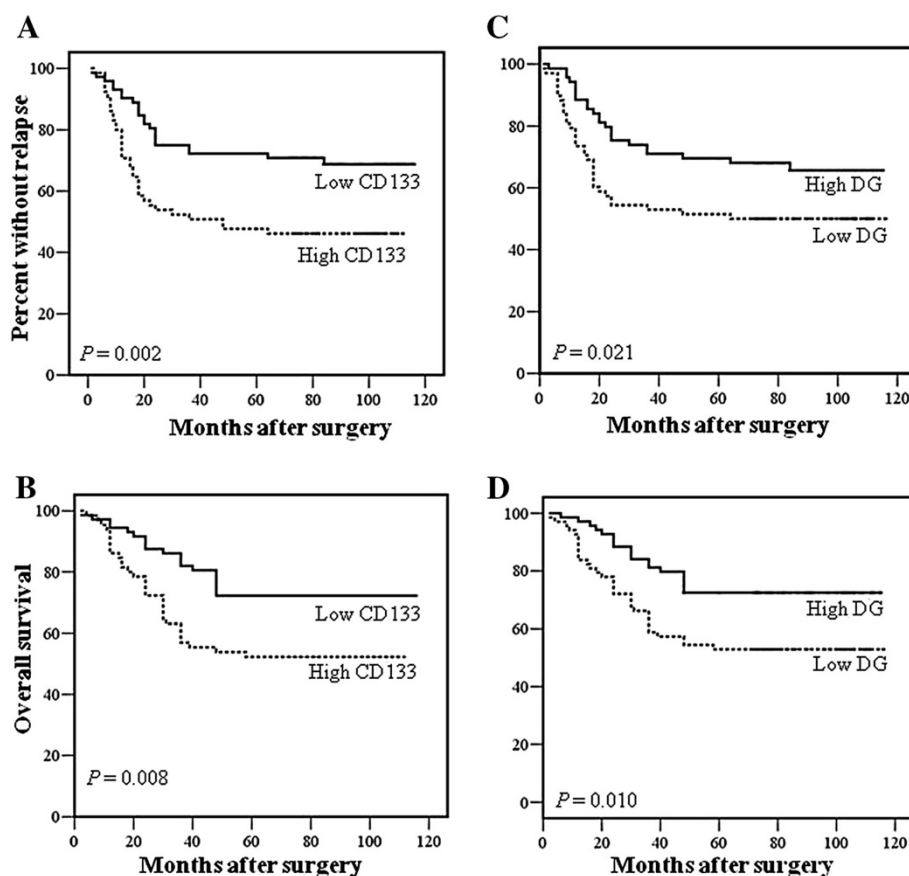 A
Percent without relapse
100
80
60
40
20
0
Low CD133
High CD133
P = 0.002
0 20 40 60 80 100 120
Months after surgery
C
100
80
60
40
20
0
High DG
Low DG
P = 0.021
0 20 40 60 80 100 120
Months after surgery
B
Overall survival
100
80
60
40
20
0
Low CD133
High CD133
P = 0.008
0 20 40 60 80 100 120
Months after surgery
D
100
80
60
40
20
0
High DG
Low DG
P = 0.010
0 20 40 60 80 100 120
Months after surgery